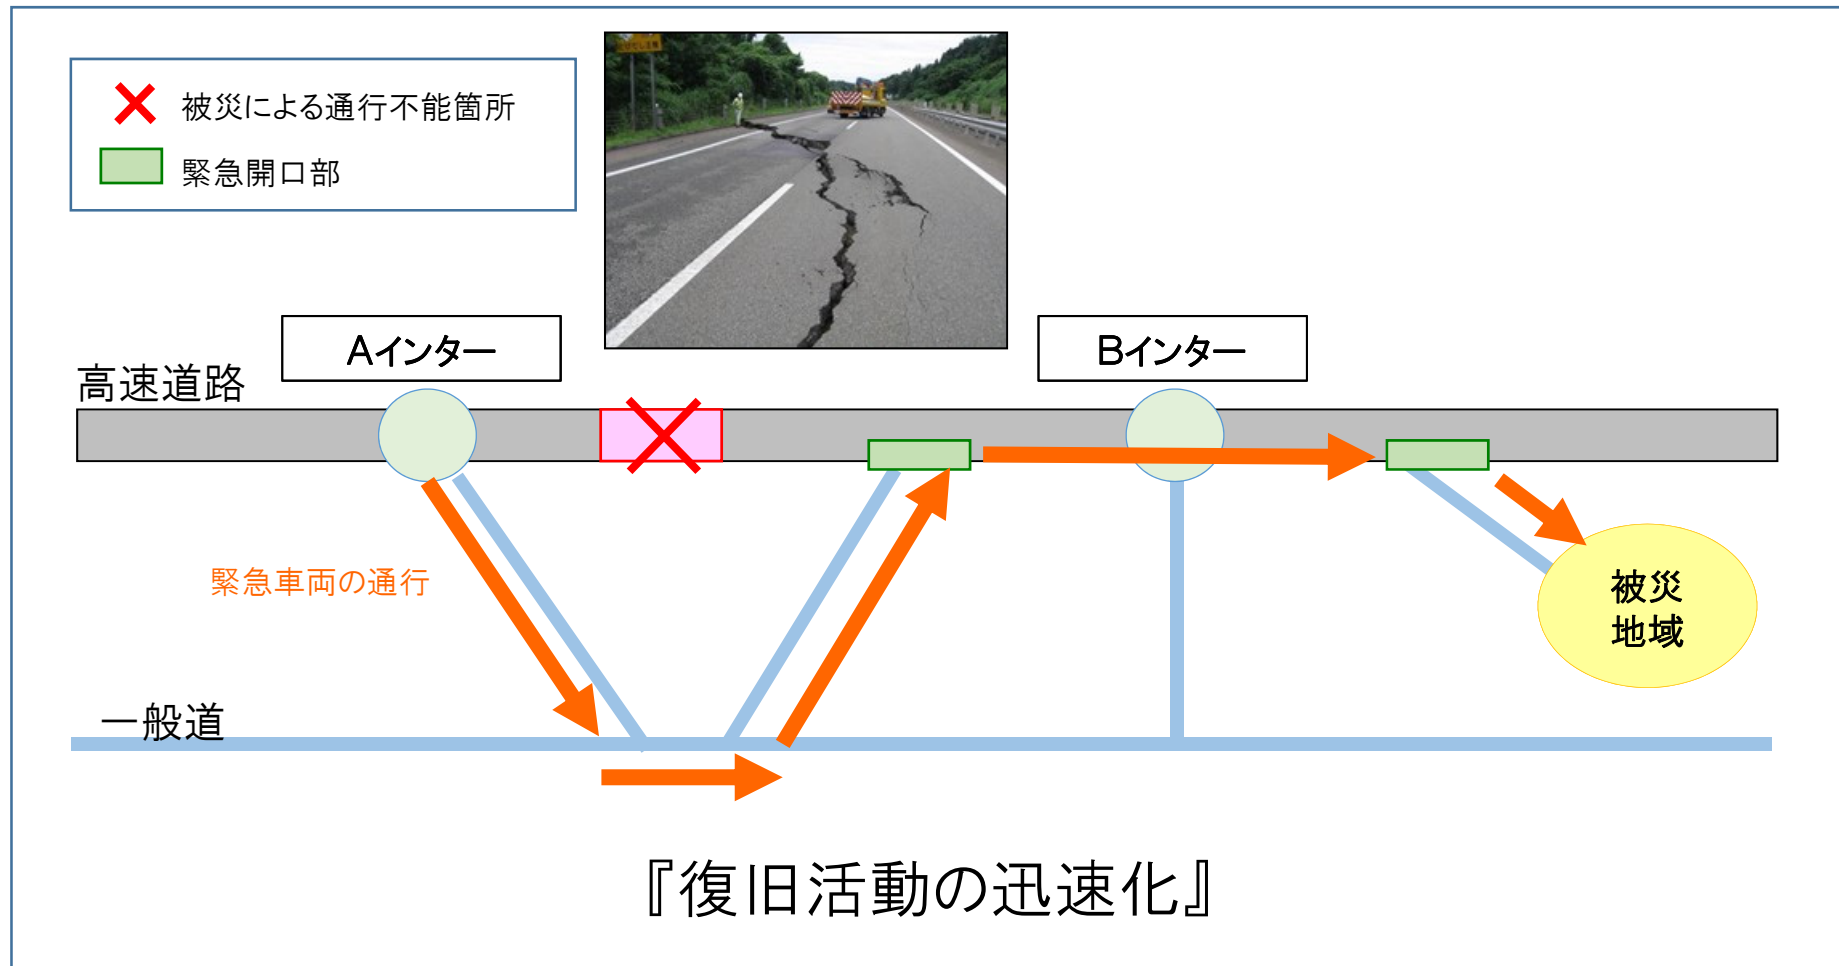 被災による通行不能箇所
緊急開口部
Aインター
Bインター
高速道路
緊急車両の通行
被災
地域
一般道
『復旧活動の迅速化』